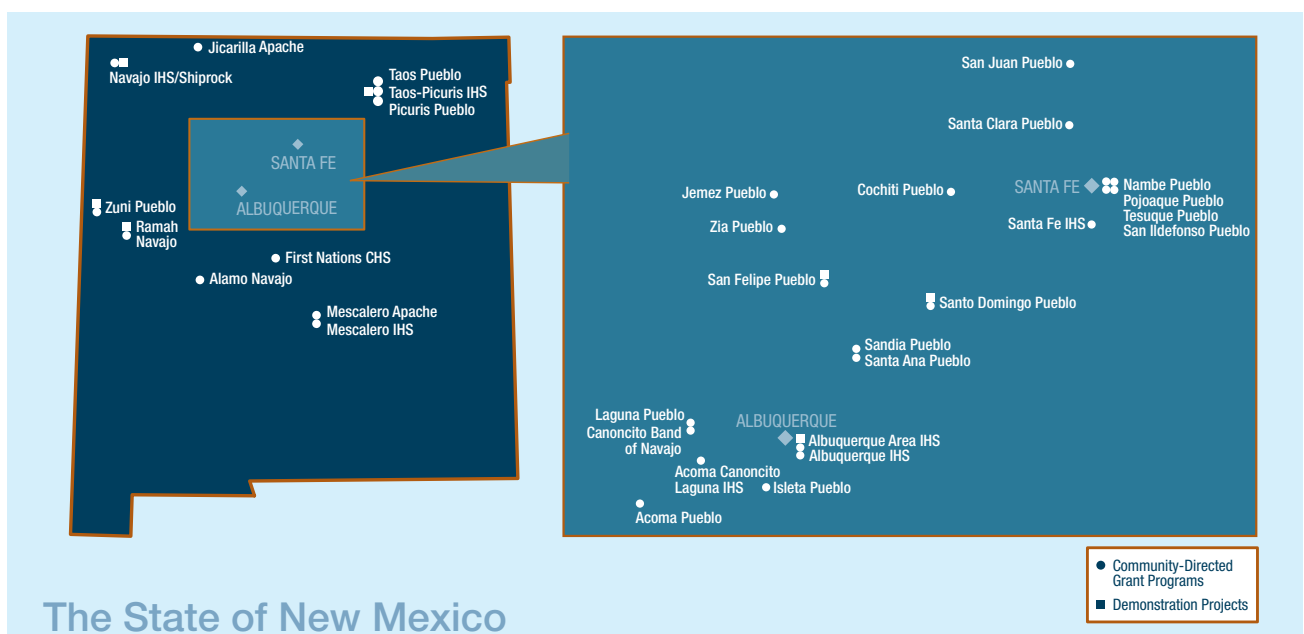 Jicarilla Apache
Navajo IHS/Shiprock
Taos Pueblo
Taos-Picuris IHS
Picuris Pueblo
SANTA FE
ALBUQUERQUE
Zuni Pueblo
Ramah
Navajo
First Nations CHS
Alamo Navajo
Mescalero Apache
Mescalero IHS
San Juan Pueblo
Santa Clara Pueblo
Jemez Pueblo
Cochiti Pueblo
SANTA FE
Nambe Pueblo
Pojoaque Pueblo
Tesuque Pueblo
San Ildefonso Pueblo
Zia Pueblo
Santa Fe IHS
San Felipe Pueblo
Santo Domingo Pueblo
Sandia Pueblo
Santa Ana Pueblo
Laguna Pueblo
Canoncito Band
of Navajo
ALBUQUERQUE
Albuquerque Area IHS
Albuquerque IHS
Acoma Canoncito
Laguna IHS
Isleta Pueblo
Acoma Pueblo
Community-Directed
Grant Programs
Demonstration Projects
The State of New Mexico